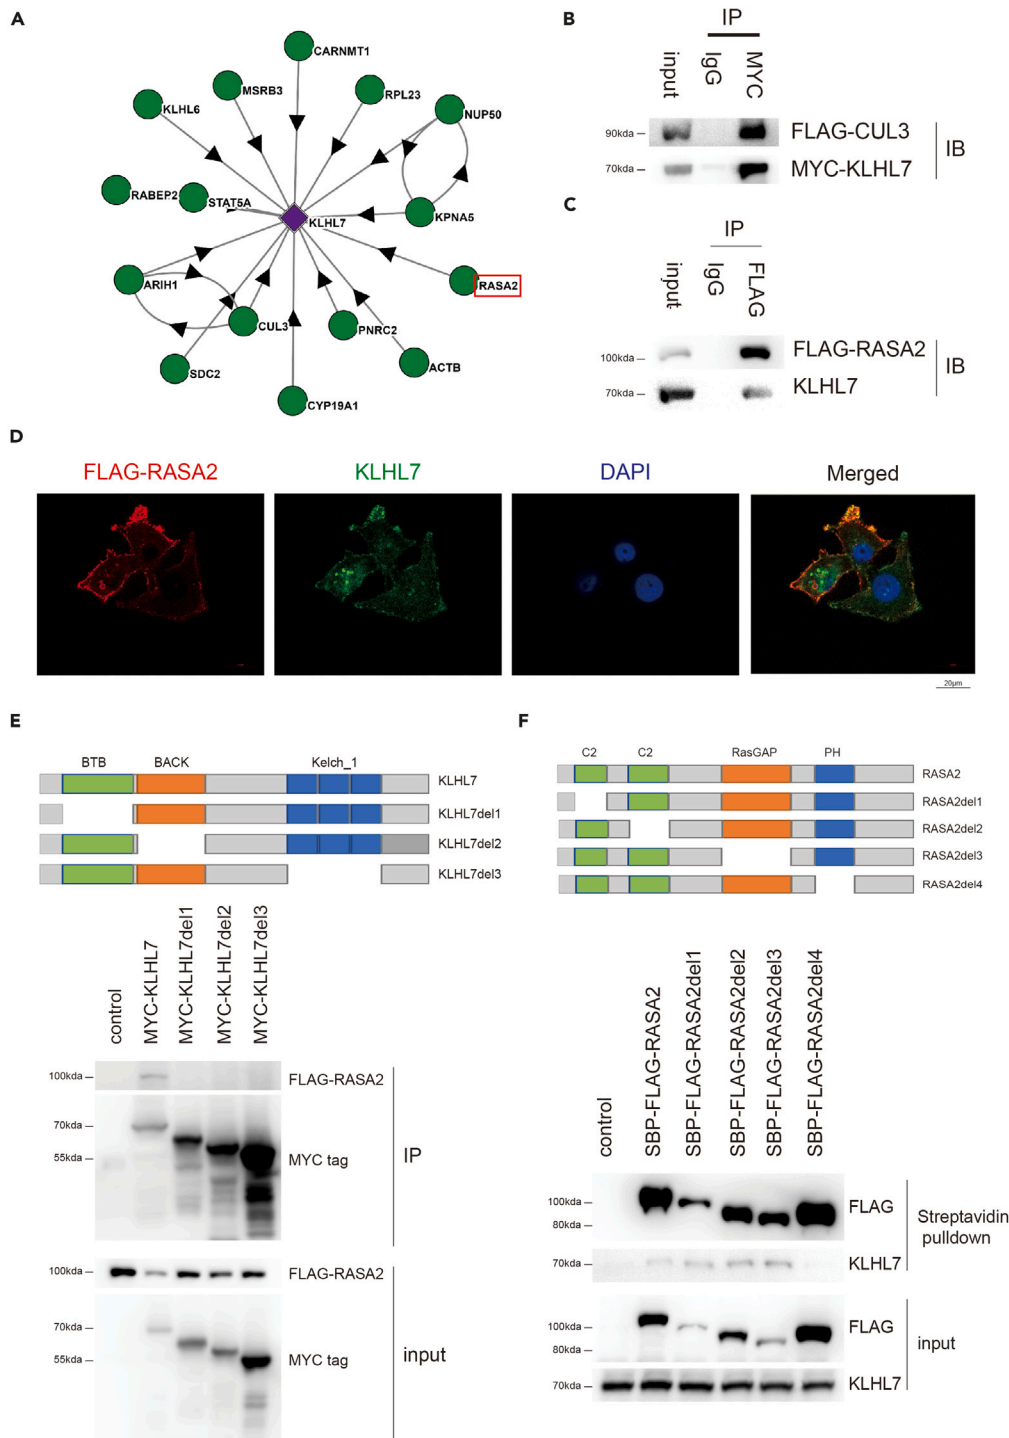 A
CARNMT1
MSRB3
RPL23
KLHL6
NUP50
RABEP2
STAT5A
KLHL7
KPNA5
ARIH1
RASA2
CUL3
PNRC2
SDC2
ACTB
CYP19A1
B
IP
input
IgG
MYC
90kda
FLAG-CUL3
70kda
MYC-KLHL7
IB
C
IP
input
IgG
FLAG
100kda
FLAG-RASA2
70kda
KLHL7
IB
D
FLAG-RASA2
KLHL7
DAPI
Merged
20μm
E
BTB
BACK
Kelch_1
KLHL7
KLHL7del1
KLHL7del2
KLHL7del3
control
MYC-KLHL7
MYC-KLHL7del1
MYC-KLHL7del2
MYC-KLHL7del3
100kda
FLAG-RASA2
70kda
55kda
MYC tag
IP
100kda
FLAG-RASA2
70kda
55kda
MYC tag
input
F
C2
C2
RasGAP
PH
RASA2
RASA2del1
RASA2del2
RASA2del3
RASA2del4
control
SBP-FLAG-RASA2
SBP-FLAG-RASA2del1
SBP-FLAG-RASA2del2
SBP-FLAG-RASA2del3
SBP-FLAG-RASA2del4
100kda
80kda
FLAG
70kda
KLHL7
Streptavidin
pulldown
100kda
80kda
FLAG
70kda
KLHL7
input